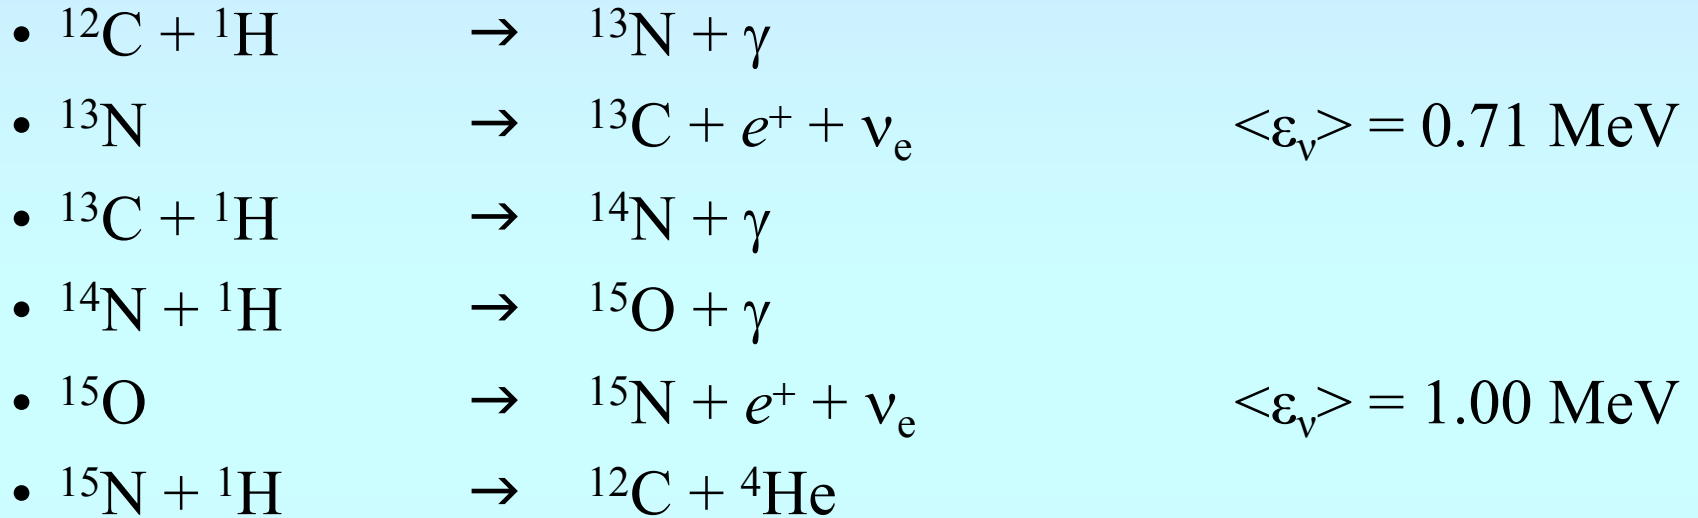 • ¹²C + ¹H → ¹³N + γ
• ¹³N → ¹³C + e⁺ + νₑ <εᵥ> = 0.71 MeV
• ¹³C + ¹H → ¹⁴N + γ
• ¹⁴N + ¹H → ¹⁵O + γ
• ¹⁵O → ¹⁵N + e⁺ + νₑ <εᵥ> = 1.00 MeV
• ¹⁵N + ¹H → ¹²C + ⁴He